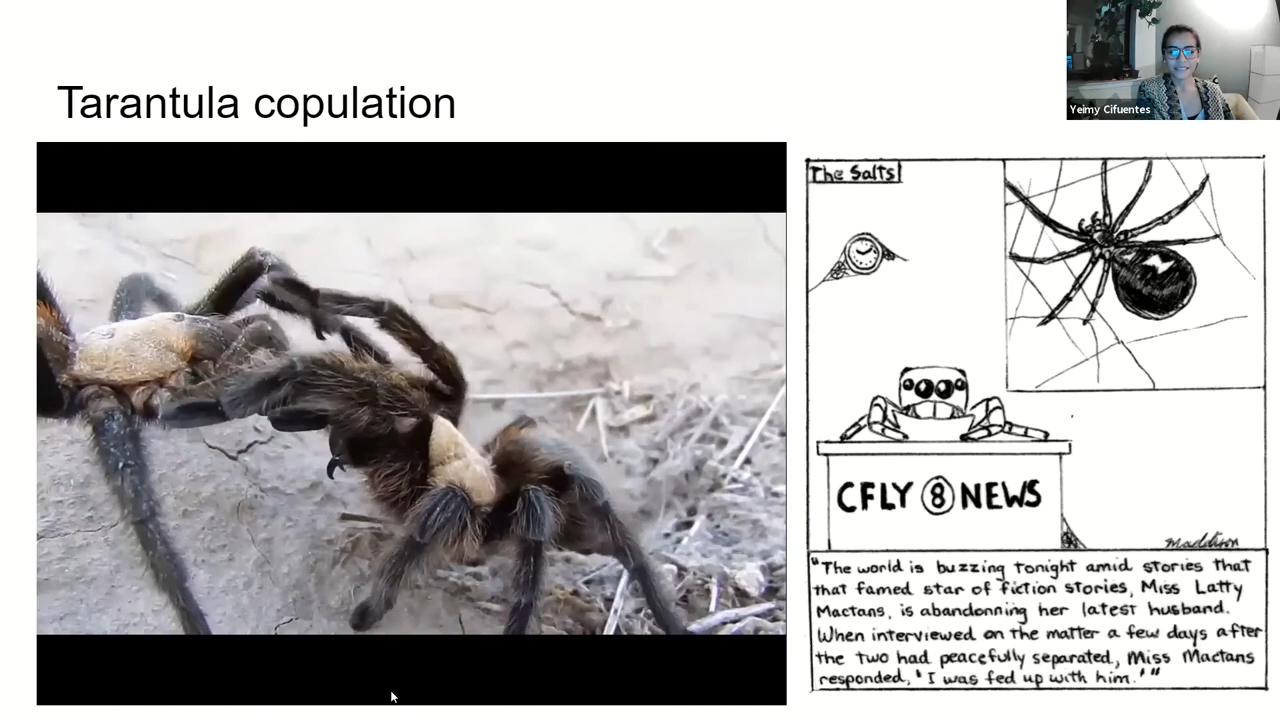 Tarantula copulation
Yeimy Cifuentes
The Salts
CFLY 8 NEWS
maddison
"The world is buzzing tonight amid stories that
that famed star of fiction stories, Miss Latty
Mactans, is abandonning her latest husband.
When interviewed on the matter a few days after
the two had peacefully separated, Miss Mactans
responded, 'I was fed up with him.'"